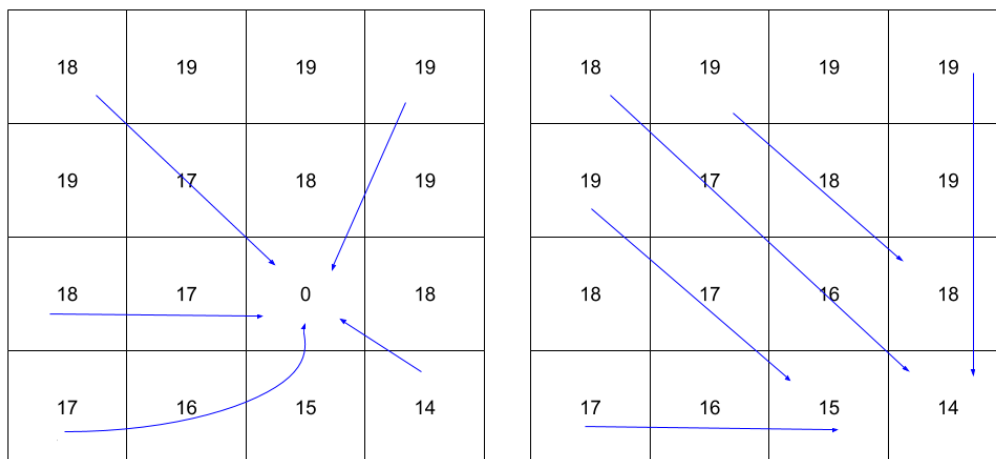 18 19 19 19 18 19 19 19
19 17 18 19 19 17 18 19
18 17 0 18 18 17 16 18
17 16 15 14 17 16 15 14